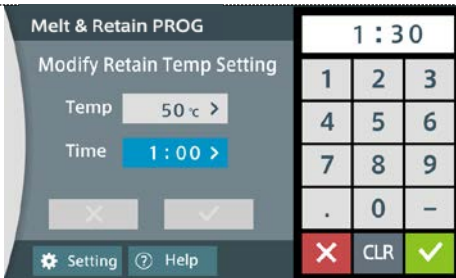 Melt & Retain PROG
Modify Retain Temp Setting
Temp 50 ℃ >
Time 1:00 >
Setting ? Help
1:30
1 2 3
4 5 6
7 8 9
. 0 -
CLR